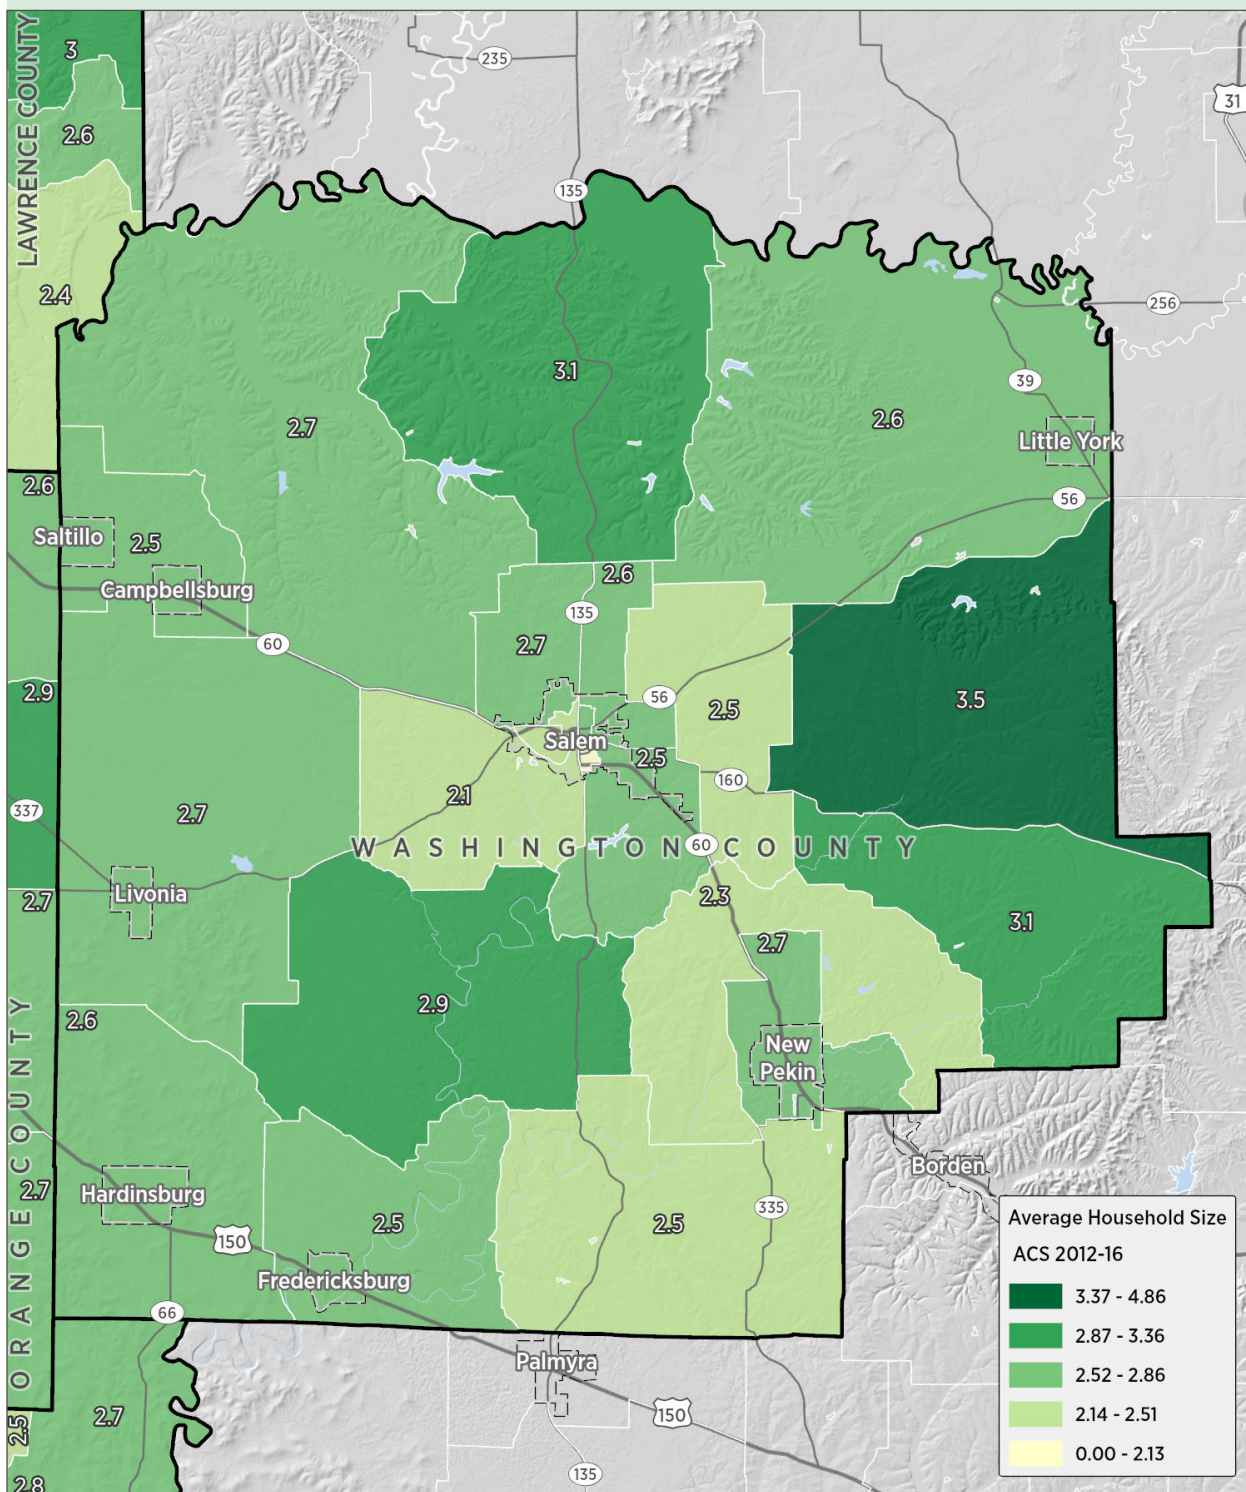 LAWRENCE COUNTY
3
235
31
2.6
135
2.4
256
3.1
39
2.7
2.6
Little York
2.6
56
Saltillo
2.5
2.6
Campbellsburg
135
60
2.7
2.9
56
2.5
3.5
Salem
2.5
160
2.1
337
2.7
WASHINGTON COUNTY
60
Livonia
2.3
2.7
3.1
2.7
2.9
2.6
New
Pekin
ORANGE COUNTY
Borden
2.7
Hardinsburg
335
2.5
2.5
150
Fredericksburg
66
Palmyra
2.7
150
2.5
135
2.8
Average Household Size
ACS 2012-16
3.37 - 4.86
2.87 - 3.36
2.52 - 2.86
2.14 - 2.51
0.00 - 2.13